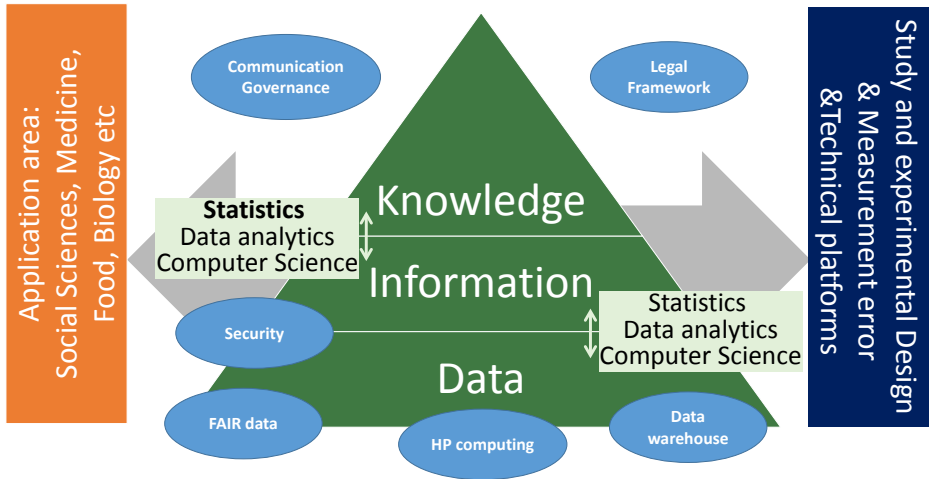 Application area:
Social Sciences, Medicine,
Food, Biology etc
Communication
Governance
Legal
Framework
Knowledge
Statistics
Data analytics
Computer Science
Information
Statistics
Data analytics
Computer Science
Security
Data
FAIR data
HP computing
Data
warehouse
Study and experimental Design
& Measurement error
&Technical platforms